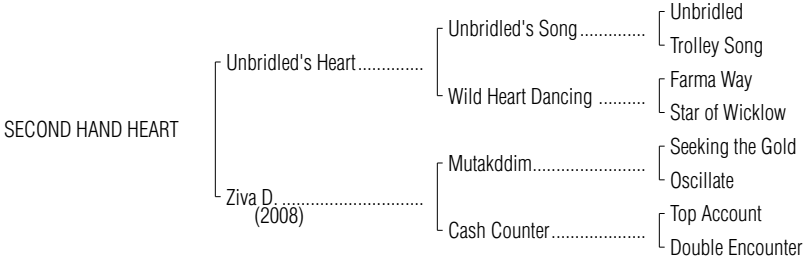 Unbridled
Unbridled's Song..............
Trolley Song
Unbridled's Heart..............
Farma Way
Wild Heart Dancing ..........
Star of Wicklow
SECOND HAND HEART
Seeking the Gold
Mutakddim........................
Oscillate
Ziva D. ..............................
(2008)
Top Account
Cash Counter....................
Double Encounter